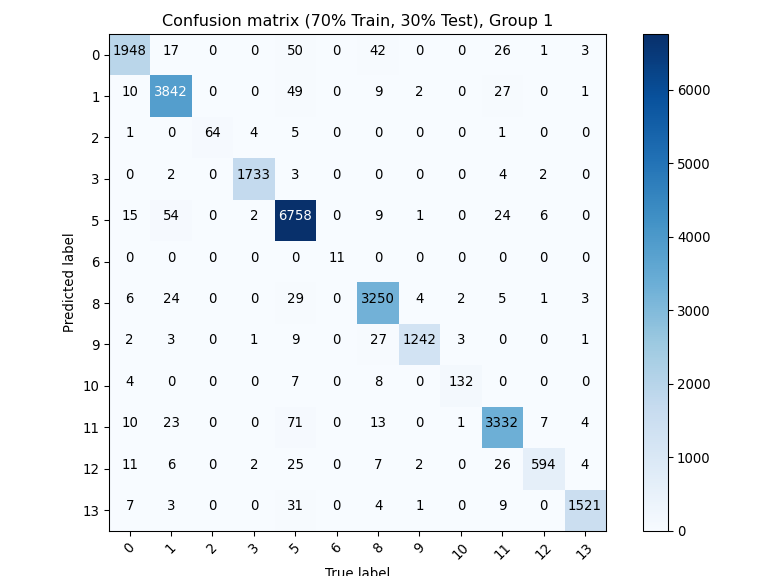 Confusion matrix (70% Train, 30% Test), Group 1
0 1948 17 0 0 50 0 42 0 0 26 1 3
1 10 3842 0 0 49 0 9 2 0 27 0 1
2 1 0 64 4 5 0 0 0 0 1 0 0
3 0 2 0 1733 3 0 0 0 0 4 2 0
5 15 54 0 2 6758 0 9 1 0 24 6 0
6 0 0 0 0 0 11 0 0 0 0 0 0
8 6 24 0 0 29 0 3250 4 2 5 1 3
9 2 3 0 1 9 0 27 1242 3 0 0 1
10 4 0 0 0 7 0 8 0 132 0 0 0
11 10 23 0 0 71 0 13 0 1 3332 7 4
12 11 6 0 2 25 0 7 2 0 26 594 4
13 7 3 0 0 31 0 4 1 0 9 0 1521
0 1 2 3 5 6 8 9 10 11 12 13
Predicted label
True label
6000
5000
4000
3000
2000
1000
0